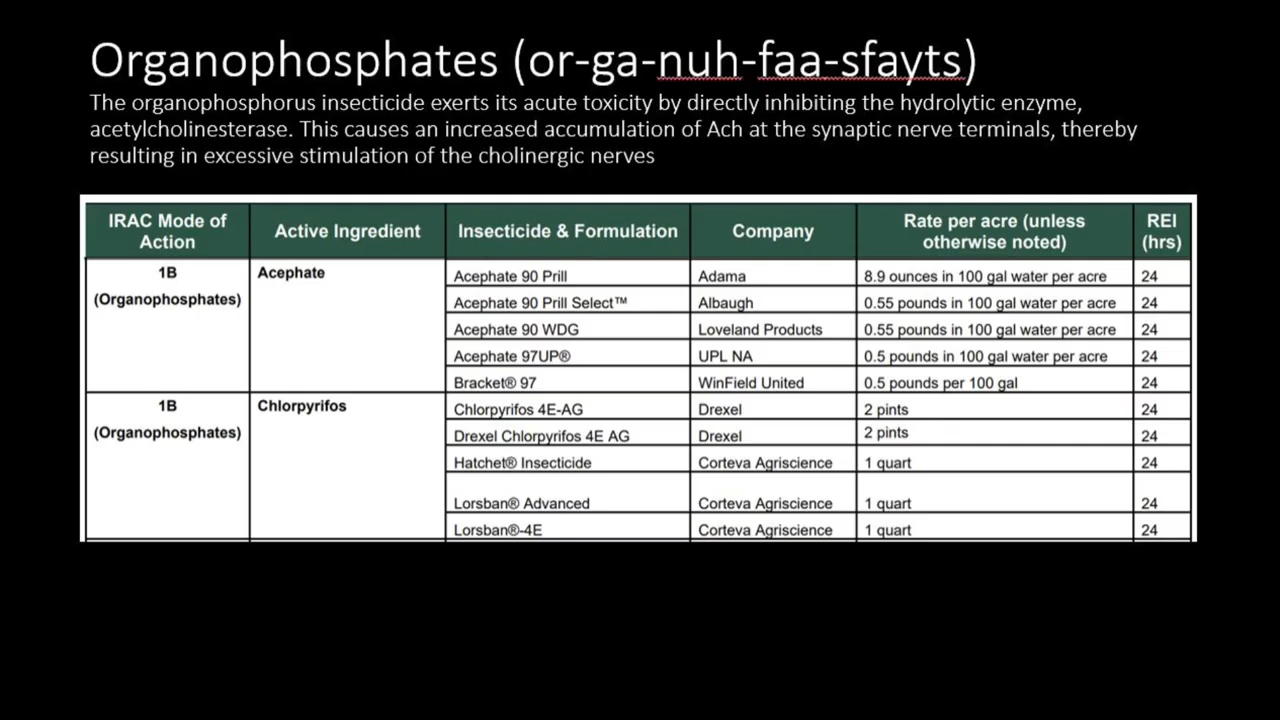 Organophosphates (or-ga-nuh-faa-sfayts)
The organophosphorus insecticide exerts its acute toxicity by directly inhibiting the hydrolytic enzyme,
acetylcholinesterase. This causes an increased accumulation of Ach at the synaptic nerve terminals, thereby
resulting in excessive stimulation of the cholinergic nerves
IRAC Mode of Action Active Ingredient Insecticide & Formulation Company Rate per acre (unless otherwise noted) REI (hrs)
1B (Organophosphates) Acephate Acephate 90 Prill Adama 8.9 ounces in 100 gal water per acre 24
Acephate 90 Prill Select™ Albaugh 0.55 pounds in 100 gal water per acre 24
Acephate 90 WDG Loveland Products 0.55 pounds in 100 gal water per acre 24
Acephate 97UP® UPL NA 0.5 pounds in 100 gal water per acre 24
Bracket® 97 WinField United 0.5 pounds per 100 gal 24
1B (Organophosphates) Chlorpyrifos Chlorpyrifos 4E-AG Drexel 2 pints 24
Drexel Chlorpyrifos 4E AG Drexel 2 pints 24
Hatchet® Insecticide Corteva Agriscience 1 quart 24
Lorsban® Advanced Corteva Agriscience 1 quart 24
Lorsban®-4E Corteva Agriscience 1 quart 24